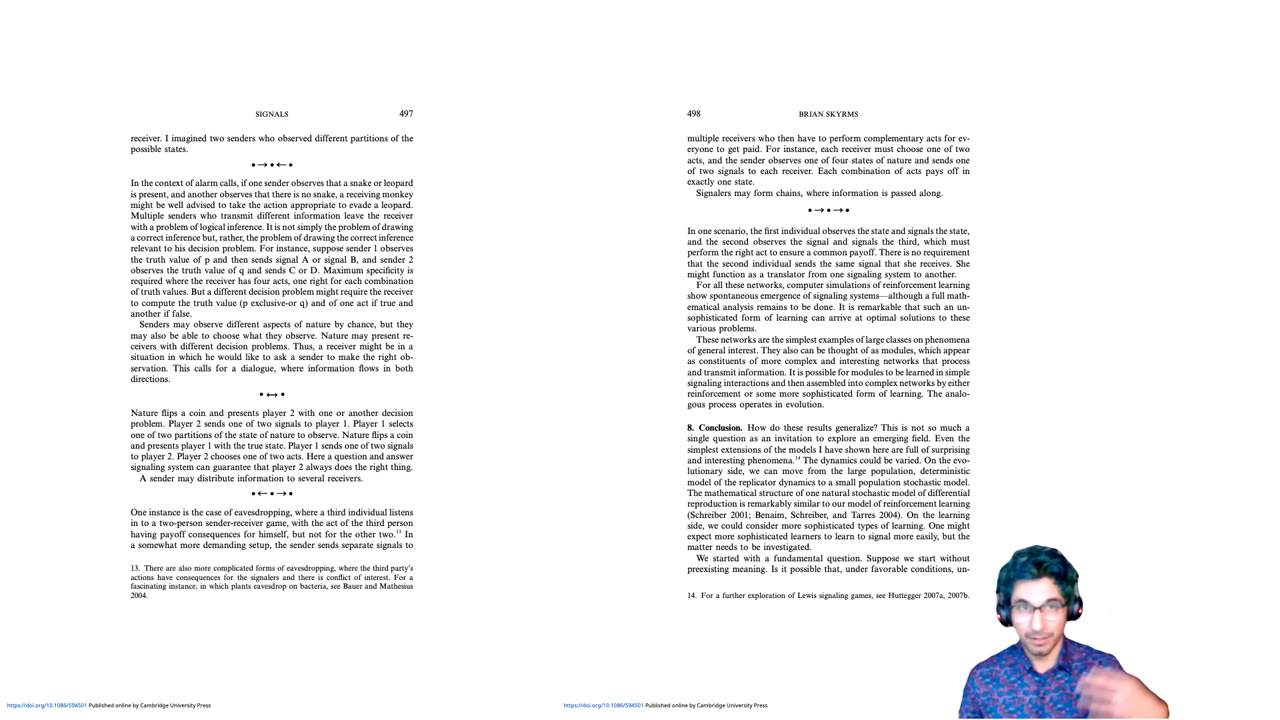 SIGNALS 497
receiver. I imagined two senders who observed different partitions of the
possible states.
•→•←•
In the context of alarm calls, if one sender observes that a snake or leopard
is present, and another observes that there is no snake, a receiving monkey
might be well advised to take the action appropriate to evade a leopard.
Multiple senders who transmit different information leave the receiver
with a problem of logical inference. It is not simply the problem of drawing
a correct inference but, rather, the problem of drawing the correct inference
relevant to his decision problem. For instance, suppose sender 1 observes
the truth value of p and then sends signal A or signal B, and sender 2
observes the truth value of q and sends C or D. Maximum specificity is
required where the receiver has four acts, one right for each combination
of truth values. But a different decision problem might require the receiver
to compute the truth value (p exclusive-or q) and of one act if true and
another if false.
Senders may observe different aspects of nature by chance, but they
may also be able to choose what they observe. Nature may present re-
ceivers with different decision problems. Thus, a receiver might be in a
situation in which he would like to ask a sender to make the right ob-
servation. This calls for a dialogue, where information flows in both
directions.
•↔•
Nature flips a coin and presents player 2 with one or another decision
problem. Player 2 sends one of two signals to player 1. Player 1 selects
one of two partitions of the state of nature to observe. Nature flips a coin
and presents player 1 with the true state. Player 1 sends one of two signals
to player 2. Player 2 chooses one of two acts. Here a question and answer
signaling system can guarantee that player 2 always does the right thing.
A sender may distribute information to several receivers.
•←•→•
One instance is the case of eavesdropping, where a third individual listens
in to a two-person sender-receiver game, with the act of the third person
having payoff consequences for himself, but not for the other two.13 In
a somewhat more demanding setup, the sender sends separate signals to
13. There are also more complicated forms of eavesdropping, where the third party's
actions have consequences for the signalers and there is conflict of interest. For a
fascinating instance, in which plants eavesdrop on bacteria, see Bauer and Mathesius
2004.
https://doi.org/10.1086/594501 Published online by Cambridge University Press
498 BRIAN SKYRMS
multiple receivers who then have to perform complementary acts for ev-
eryone to get paid. For instance, each receiver must choose one of two
acts, and the sender observes one of four states of nature and sends one
of two signals to each receiver. Each combination of acts pays off in
exactly one state.
Signalers may form chains, where information is passed along.
•→•→•
In one scenario, the first individual observes the state and signals the state,
and the second observes the signal and signals the third, which must
perform the right act to ensure a common payoff. There is no requirement
that the second individual sends the same signal that she receives. She
might function as a translator from one signaling system to another.
For all these networks, computer simulations of reinforcement learning
show spontaneous emergence of signaling systems—although a full math-
ematical analysis remains to be done. It is remarkable that such an un-
sophisticated form of learning can arrive at optimal solutions to these
various problems.
These networks are the simplest examples of large classes on phenomena
of general interest. They also can be thought of as modules, which appear
as constituents of more complex and interesting networks that process
and transmit information. It is possible for modules to be learned in simple
signaling interactions and then assembled into complex networks by either
reinforcement or some more sophisticated form of learning. The analo-
gous process operates in evolution.
8. Conclusion. How do these results generalize? This is not so much a
single question as an invitation to explore an emerging field. Even the
simplest extensions of the models I have shown here are full of surprising
and interesting phenomena.14 The dynamics could be varied. On the evo-
lutionary side, we can move from the large population, deterministic
model of the replicator dynamics to a small population stochastic model.
The mathematical structure of one natural stochastic model of differential
reproduction is remarkably similar to our model of reinforcement learning
(Schreiber 2001; Benaim, Schreiber, and Tarres 2004). On the learning
side, we could consider more sophisticated types of learning. One might
expect more sophisticated learners to learn to signal more easily, but the
matter needs to be investigated.
We started with a fundamental question. Suppose we start without
preexisting meaning. Is it possible that, under favorable conditions, un-
14. For a further exploration of Lewis signaling games, see Huttegger 2007a, 2007b.
https://doi.org/10.1086/594501 Published online by Cambridge University Press